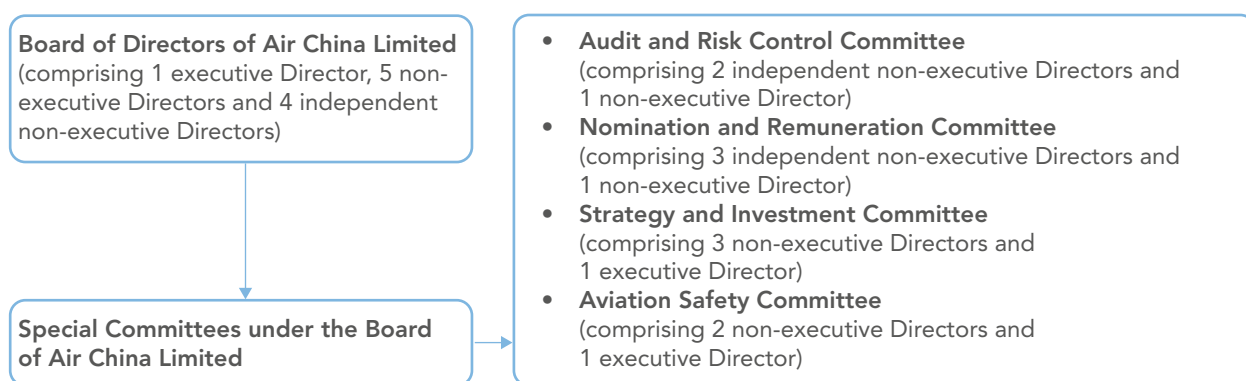 Board of Directors of Air China Limited
(comprising 1 executive Director, 5 non-
executive Directors and 4 independent
non-executive Directors)
Special Committees under the Board
of Air China Limited
• Audit and Risk Control Committee
(comprising 2 independent non-executive Directors and
1 non-executive Director)
• Nomination and Remuneration Committee
(comprising 3 independent non-executive Directors and
1 non-executive Director)
• Strategy and Investment Committee
(comprising 3 non-executive Directors and
1 executive Director)
• Aviation Safety Committee
(comprising 2 non-executive Directors and
1 executive Director)